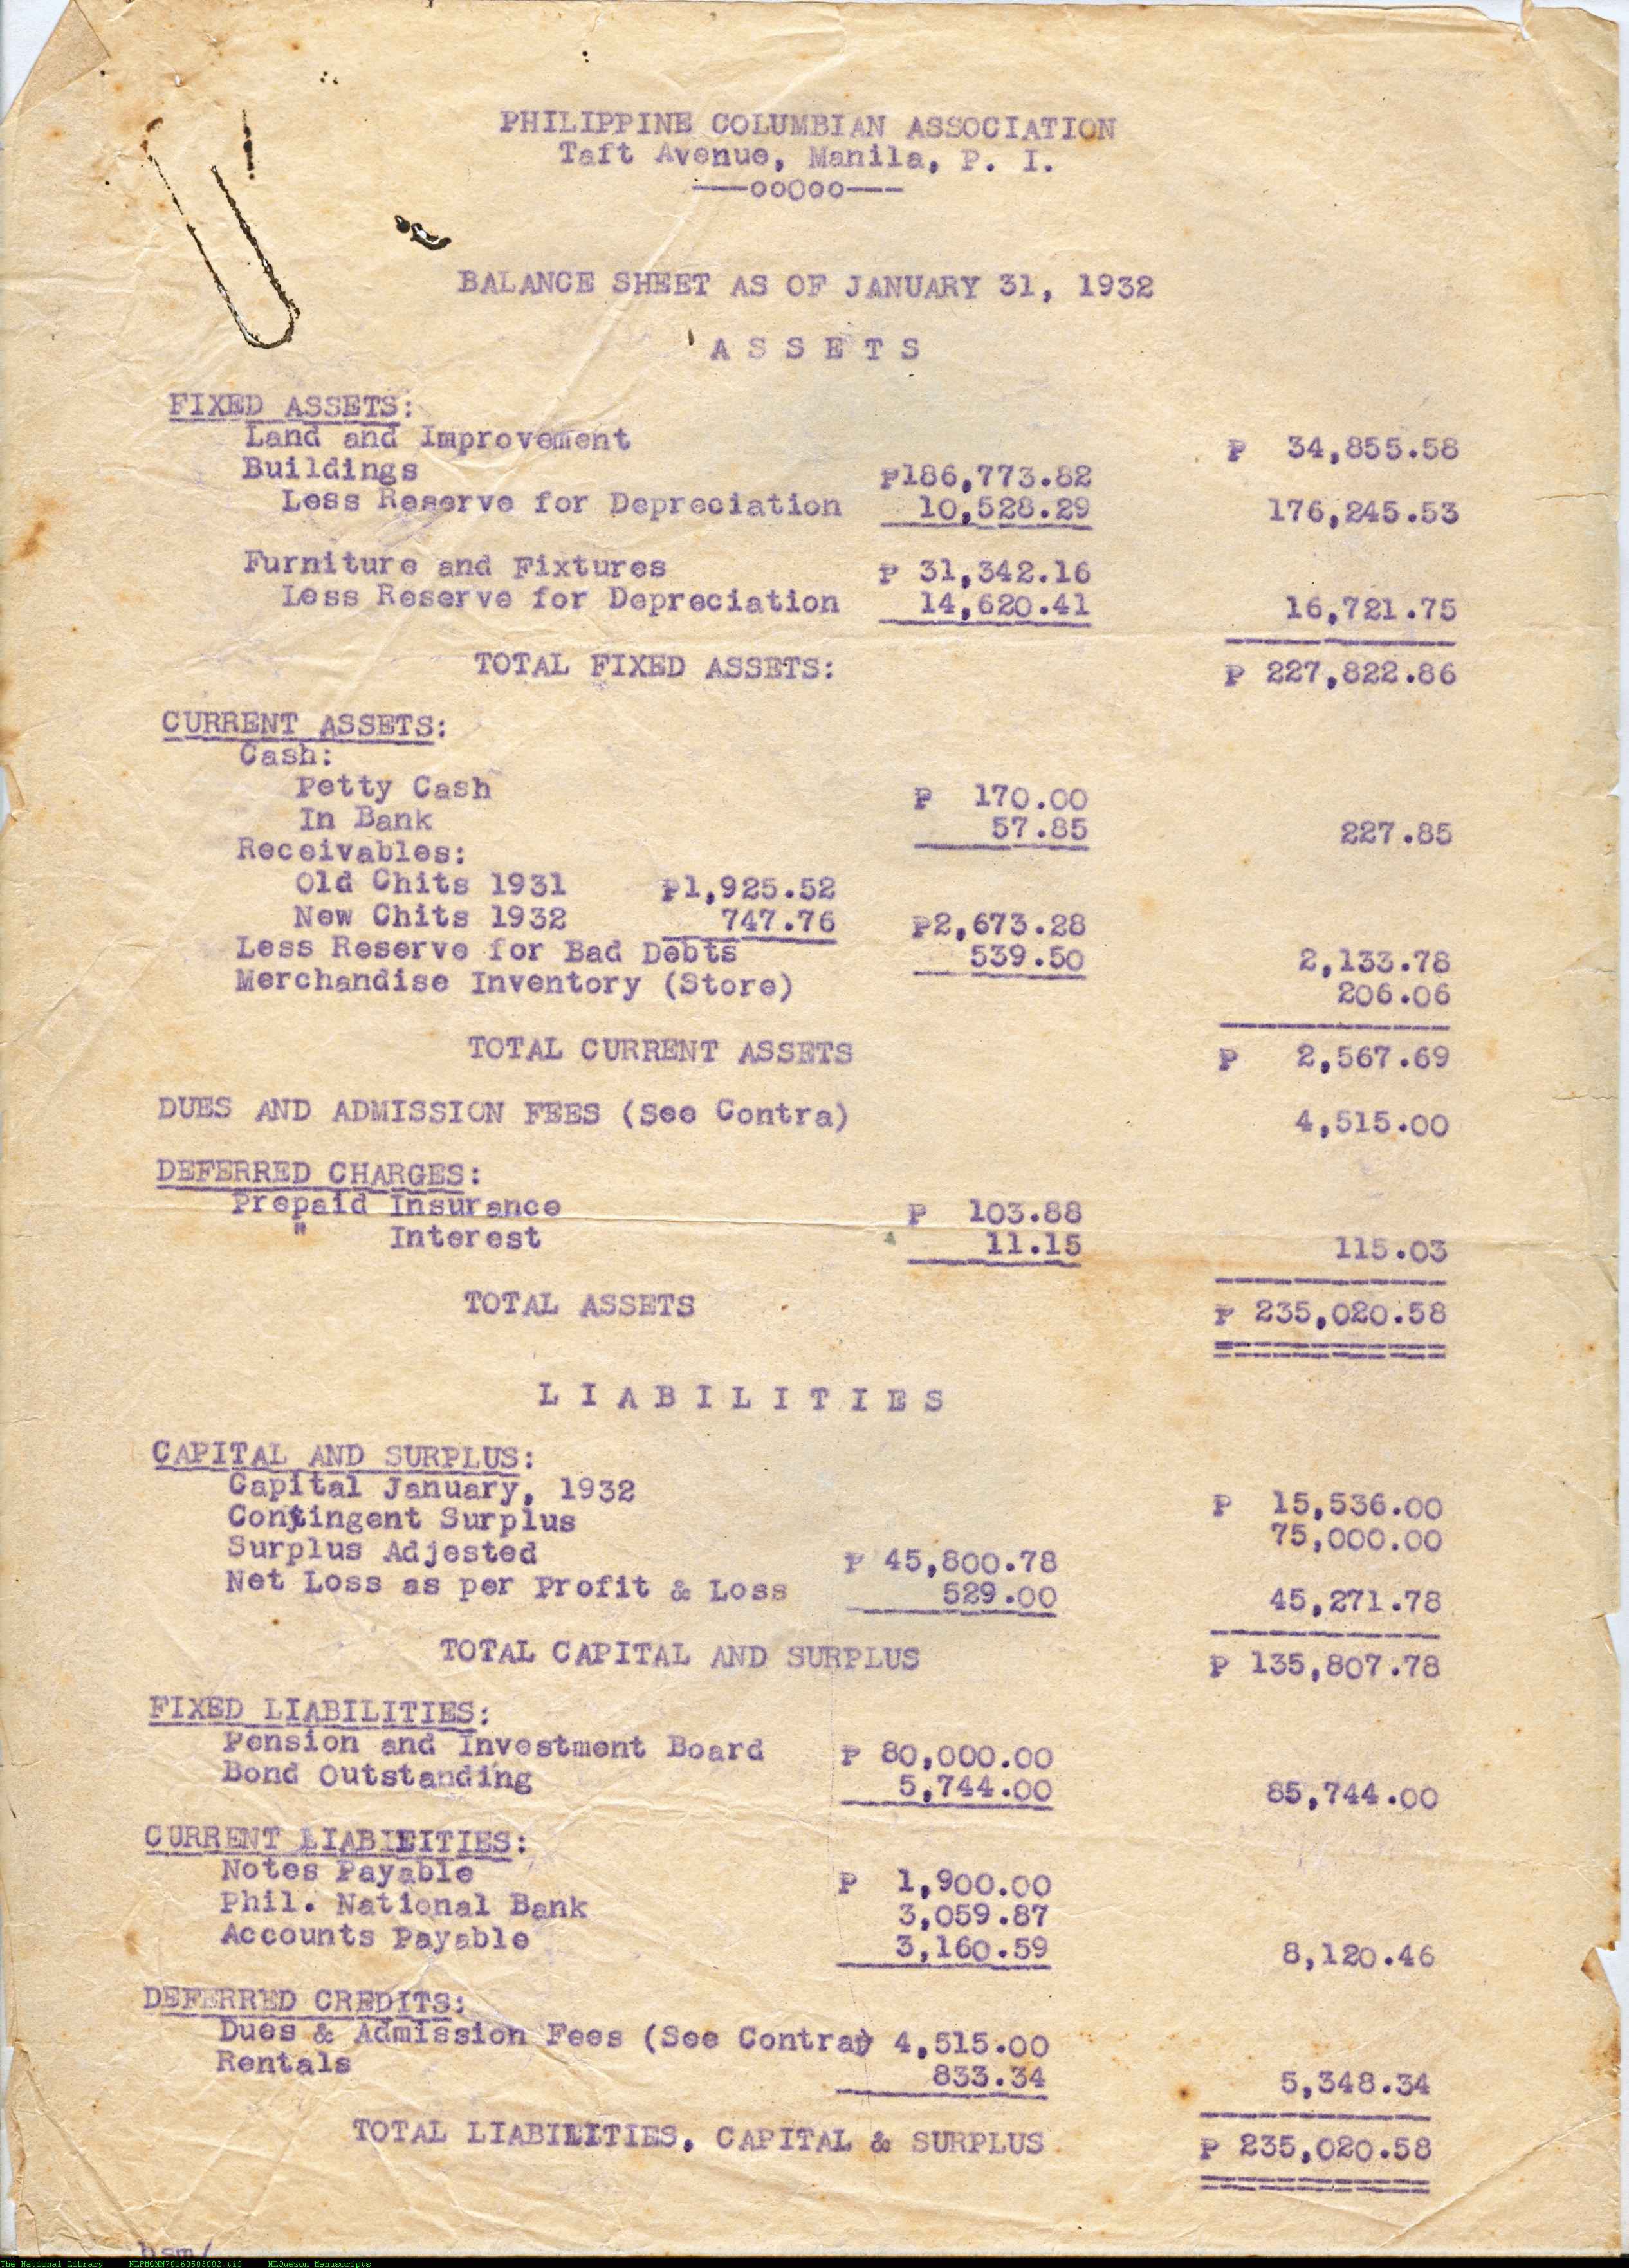 PHILIPPINE COLUMBIAN ASSOCIATION
Taft Avenue, Manila, P. I.
---ooOoo---
BALANCE SHEET AS OF JANUARY 31, 1932
A S S E T S
FIXED ASSETS:
Land and Improvement ₱ 34,855.58
Buildings ₱186,773.82
Less Reserve for Depreciation 10,528.29 176,245.53
Furniture and Fixtures ₱ 31,342.16
Less Reserve for Depreciation 14,620.41 16,721.75
TOTAL FIXED ASSETS: ₱ 227,822.86
CURRENT ASSETS:
Cash:
Petty Cash ₱ 170.00
In Bank 57.85 227.85
Receivables:
Old Chits 1931 ₱1,925.52
New Chits 1932 747.76 ₱2,673.28
Less Reserve for Bad Debts 539.50 2,133.78
Merchandise Inventory (Store) 206.06
TOTAL CURRENT ASSETS ₱ 2,567.69
DUES AND ADMISSION FEES (See Contra) 4,515.00
DEFERRED CHARGES:
Prepaid Insurance ₱ 103.88
" Interest 11.15 115.03
TOTAL ASSETS ₱ 235,020.58
L I A B I L I T I E S
CAPITAL AND SURPLUS:
Capital January, 1932 ₱ 15,536.00
Contingent Surplus 75,000.00
Surplus Adjested ₱ 45,800.78
Net Loss as per Profit & Loss 529.00 45,271.78
TOTAL CAPITAL AND SURPLUS ₱ 135,807.78
FIXED LIABILITIES:
Pension and Investment Board ₱ 80,000.00
Bond Outstanding 5,744.00 85,744.00
CURRENT LIABILITIES:
Notes Payable ₱ 1,900.00
Phil. National Bank 3,059.87
Accounts Payable 3,160.59 8,120.46
DEFERRED CREDITS:
Dues & Admission Fees (See Contra) 4,515.00
Rentals 833.34 5,348.34
TOTAL LIABILITIES, CAPITAL & SURPLUS ₱ 235,020.58
bsm/
The National Library NLPMQMN70160503002.tif MLQuezon Manuscripts